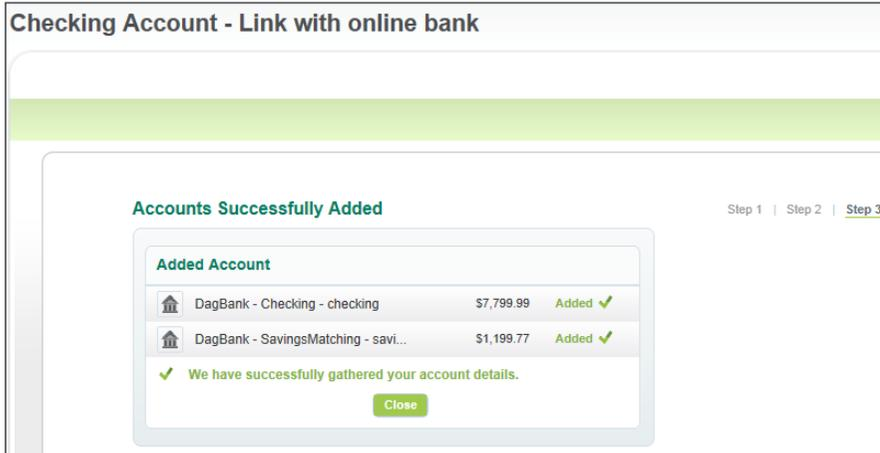 Checking Account - Link with online bank
Accounts Successfully Added
Step 1 | Step 2 | Step 3
Added Account
DagBank - Checking - checking $7,799.99 Added
DagBank - SavingsMatching - savi... $1,199.77 Added
We have successfully gathered your account details.
Close